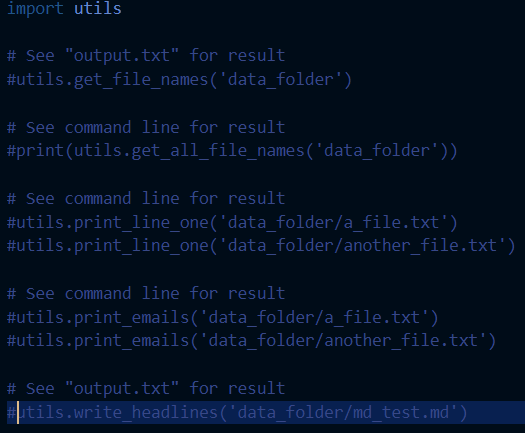 import utils
# See "output.txt" for result
#utils.get_file_names('data_folder')
# See command line for result
#print(utils.get_all_file_names('data_folder'))
# See command line for result
#utils.print_line_one('data_folder/a_file.txt')
#utils.print_line_one('data_folder/another_file.txt')
# See command line for result
#utils.print_emails('data_folder/a_file.txt')
#utils.print_emails('data_folder/another_file.txt')
# See "output.txt" for result
#utils.write_headlines('data_folder/md_test.md')